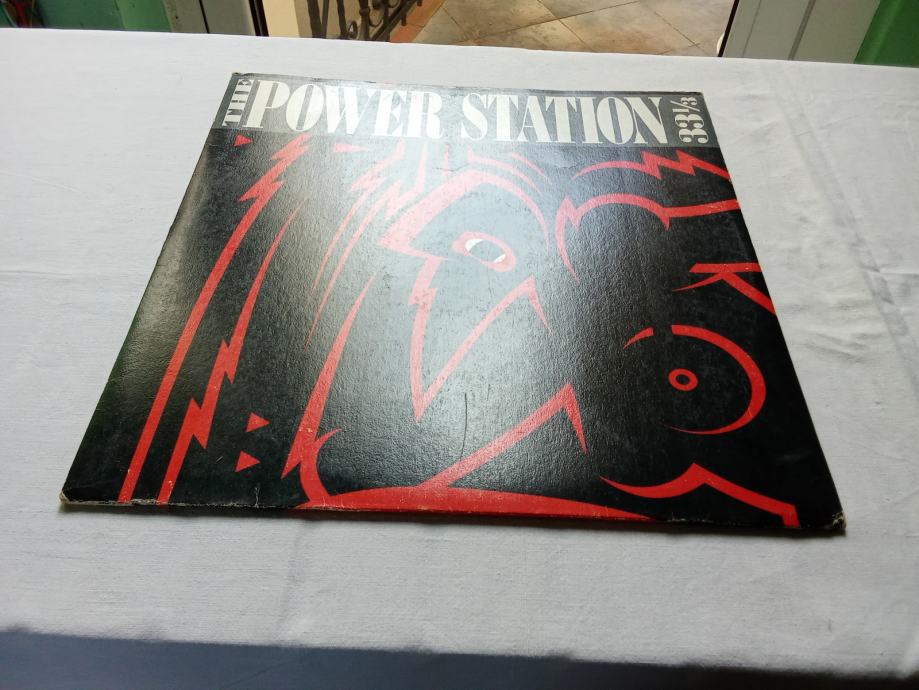 THE POWER STATION 33⅓